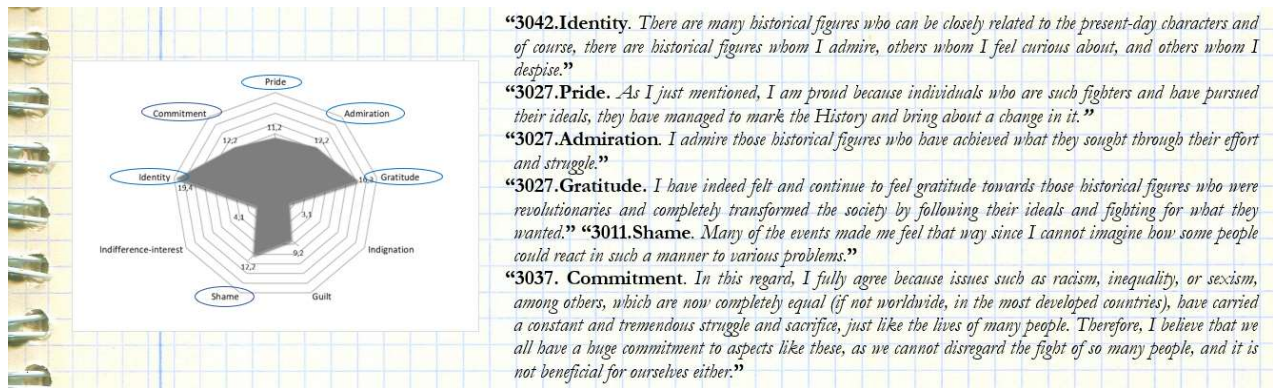 Pride
Commitment
Admiration
11,2
12,2
12,2
Identity
Gratitude
19,4
4,1
3,1
Indifference-interest
Indignation
9,2
12,2
Shame
Guilt
“3042.Identity. There are many historical figures who can be closely related to the present-day characters and
of course, there are historical figures whom I admire, others whom I feel curious about, and others whom I
despise.”
“3027.Pride. As I just mentioned, I am proud because individuals who are such fighters and have pursued
their ideals, they have managed to mark the History and bring about a change in it.”
“3027.Admiration. I admire those historical figures who have achieved what they sought through their effort
and struggle.”
“3027.Gratitude. I have indeed felt and continue to feel gratitude towards those historical figures who were
revolutionaries and completely transformed the society by following their ideals and fighting for what they
wanted.” “3011.Shame. Many of the events made me feel that way since I cannot imagine how some people
could react in such a manner to various problems.”
“3037. Commitment. In this regard, I fully agree because issues such as racism, inequality, or sexism,
among others, which are now completely equal (if not worldwide, in the most developed countries), have carried
a constant and tremendous struggle and sacrifice, just like the lives of many people. Therefore, I believe that we
all have a huge commitment to aspects like these, as we cannot disregard the fight of so many people, and it is
not beneficial for ourselves either.”